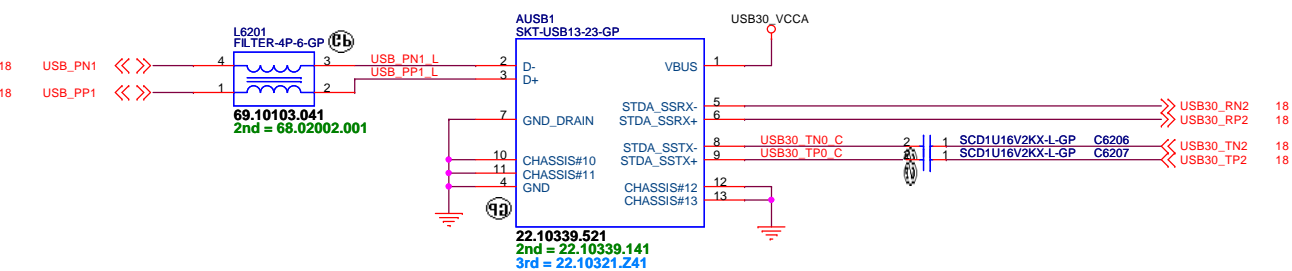 AUSB1
SKT-USB13-23-GP
USB30_VCCA
L6201
FILTER-4P-6-GP
18 USB_PN1 4 3 USB_PN1_L 2 D- VBUS 1
18 USB_PP1 1 2 USB_PP1_L 3 D+
69.10103.041
2nd = 68.02002.001
STDA_SSRX- 5 USB30_RN2 18
7 GND_DRAIN STDA_SSRX+ 6 USB30_RP2 18
STDA_SSTX- 8 USB30_TN0_C 2 1 SCD1U16V2KX-L-GP C6206 USB30_TN2 18
10 CHASSIS#10 STDA_SSTX+ 9 USB30_TP0_C 1 SCD1U16V2KX-L-GP C6207 USB30_TP2 18
11 CHASSIS#11
4 GND CHASSIS#12 12
CHASSIS#13 13
22.10339.521
2nd = 22.10339.141
3rd = 22.10321.Z41